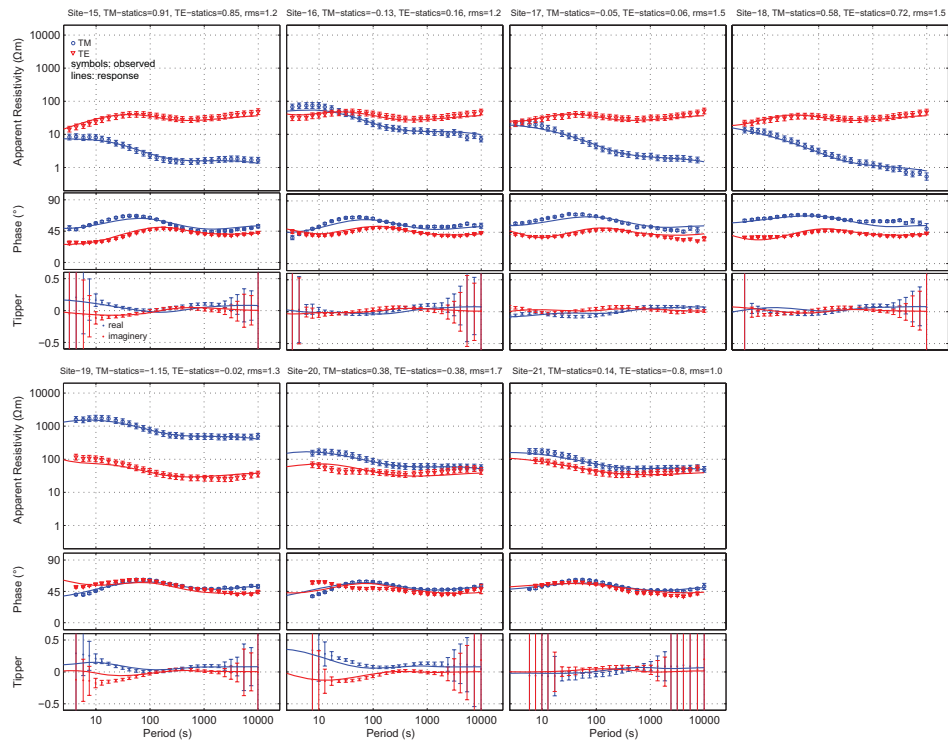 Site−15, TM−statics=0.91, TE−statics=0.85, rms=1.2
Site−16, TM−statics=−0.13, TE−statics=0.16, rms=1.2
Site−17, TM−statics=−0.05, TE−statics=0.06, rms=1.5
Site−18, TM−statics=0.58, TE−statics=0.72, rms=1.5
Apparent Resistivity (Ωm)
10000
1000
100
10
1
TM
TE
symbols: observed
lines: response
Phase (°)
90
45
0
Tipper
0.5
0
−0.5
real
imaginery
Site−19, TM−statics=−1.15, TE−statics=−0.02, rms=1.3
Site−20, TM−statics=0.38, TE−statics=−0.38, rms=1.7
Site−21, TM−statics=0.14, TE−statics=−0.8, rms=1.0
Apparent Resistivity (Ωm)
10000
1000
100
10
1
Phase (°)
90
45
0
Tipper
0.5
0
−0.5
10 100 1000 10000
10 100 1000 10000
10 100 1000 10000
Period (s)
Period (s)
Period (s)